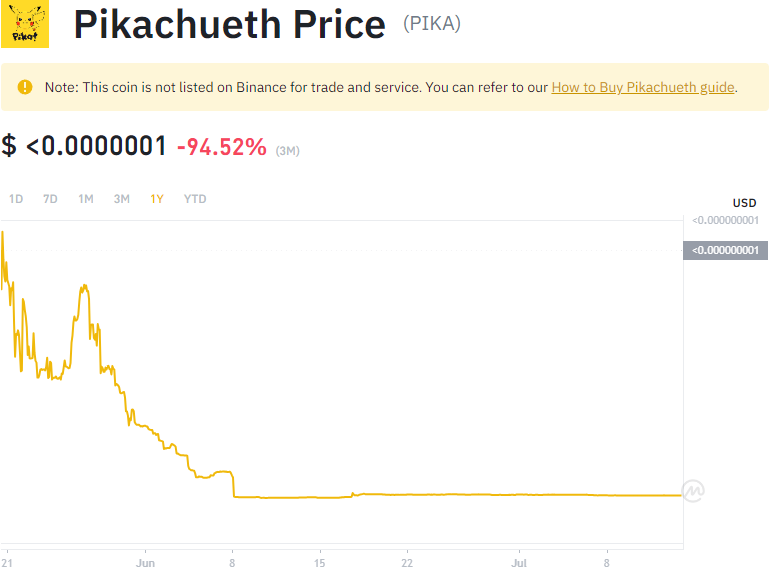 Pika!
Pikachueth Price (PIKA)
Note: This coin is not listed on Binance for trade and service. You can refer to our How to Buy Pikachueth guide.
$ <0.0000001 -94.52% (3M)
1D 7D 1M 3M 1Y YTD
USD
<0.000000001
<0.000000001
21 Jun 8 15 22 Jul 8